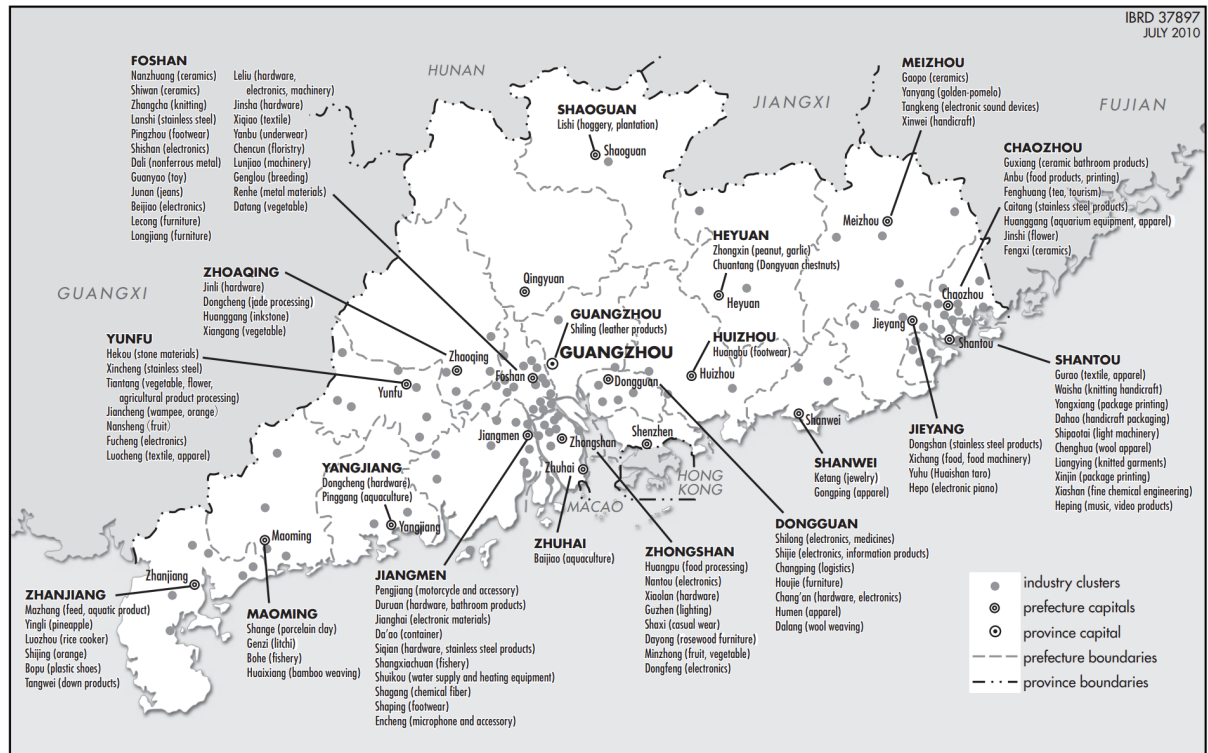 IBRD 37897
JULY 2010
FOSHAN
Nanzhuang (ceramics)
Shiwan (ceramics)
Zhangcha (knitting)
Lanshi (stainless steel)
Pingzhou (footwear)
Shishan (electronics)
Dali (nonferrous metal)
Guanyao (toy)
Junan (jeans)
Beijiao (electronics)
Lecong (furniture)
Longjiang (furniture)
Leliu (hardware,
electronics, machinery)
Jinsha (hardware)
Xiqiao (textile)
Yanbu (underwear)
Chencun (floristry)
Lunjiao (machinery)
Genglou (breeding)
Renhe (metal materials)
Datang (vegetable)
HUNAN
SHAOGUAN
Lishi (hoggery, plantation)
Shaoguan
JIANGXI
MEIZHOU
Gaopo (ceramics)
Yanyang (golden-pomelo)
Tangkeng (electronic sound devices)
Xinwei (handicraft)
FUJIAN
CHAOZHOU
Guxiang (ceramic bathroom products)
Anbu (food products, printing)
Fenghuang (tea, tourism)
Caitang (stainless steel products)
Huanggang (aquarium equipment, apparel)
Jinshi (flower)
Fengxi (ceramics)
Meizhou
HEYUAN
Zhongxin (peanut, garlic)
Chuantang (Dongyuan chestnuts)
Heyuan
GUANGXI
ZHOAQING
Jinli (hardware)
Dongcheng (jade processing)
Huanggang (inkstone)
Xiangang (vegetable)
Qingyuan
GUANGZHOU
Shiling (leather products)
GUANGZHOU
HUIZHOU
Huangbu (footwear)
Huizhou
Chaozhou
Jieyang
Shantou
YUNFU
Hekou (stone materials)
Xincheng (stainless steel)
Tiantang (vegetable, flower,
agricultural product processing)
Jiancheng (wampee, orange)
Nansheng (fruit)
Fucheng (electronics)
Luocheng (textile, apparel)
Zhaoqing
Yunfu
Foshan
Dongguan
SHANTOU
Gurao (textile, apparel)
Waisha (knitting handicraft)
Yongxiang (package printing)
Dahao (handicraft packaging)
Shipaotai (light machinery)
Chenghua (wool apparel)
Liangying (knitted garments)
Xinjin (package printing)
Xiashan (fine chemical engineering)
Heping (music, video products)
JIEYANG
Dongshan (stainless steel products)
Xichang (food, food machinery)
Yuhu (Huaishan taro)
Hepo (electronic piano)
Shanwei
SHANWEI
Ketang (jewelry)
Gongping (apparel)
Jiangmen
Zhongshan
Shenzhen
Zhuhai
HONG
KONG
MACAO
YANGJIANG
Dongcheng (hardware)
Pinggang (aquaculture)
Yangjiang
Maoming
Zhanjiang
ZHUHAI
Baijiao (aquaculture)
ZHONGSHAN
Huangpu (food processing)
Nantou (electronics)
Xiaolan (hardware)
Guzhen (lighting)
Shaxi (casual wear)
Dayong (rosewood furniture)
Minzhong (fruit, vegetable)
Dongfeng (electronics)
DONGGUAN
Shilong (electronics, medicines)
Shijie (electronics, information products)
Changping (logistics)
Houjie (furniture)
Chang'an (hardware, electronics)
Humen (apparel)
Dalang (wool weaving)
ZHANJIANG
Mazhang (feed, aquatic product)
Yingli (pineapple)
Luozhou (rice cooker)
Shijing (orange)
Bopu (plastic shoes)
Tangwei (down products)
MAOMING
Shange (porcelain clay)
Genzi (litchi)
Bohe (fishery)
Huaixiang (bamboo weaving)
JIANGMEN
Pengjiang (motorcycle and accessory)
Duruan (hardware, bathroom products)
Jianghai (electronic materials)
Da'ao (container)
Siqian (hardware, stainless steel products)
Shangxiachuan (fishery)
Shuikou (water supply and heating equipment)
Shagang (chemical fiber)
Shaping (footwear)
Encheng (microphone and accessory)
industry clusters
prefecture capitals
province capital
prefecture boundaries
province boundaries